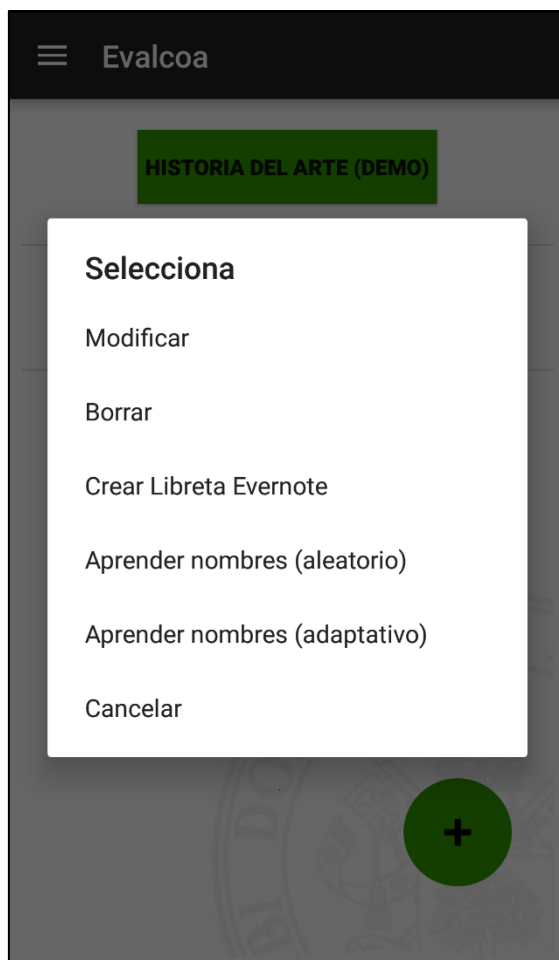 Evalcoa
HISTORIA DEL ARTE (DEMO)
Selecciona
Modificar
Borrar
Crear Libreta Evernote
Aprender nombres (aleatorio)
Aprender nombres (adaptativo)
Cancelar
+